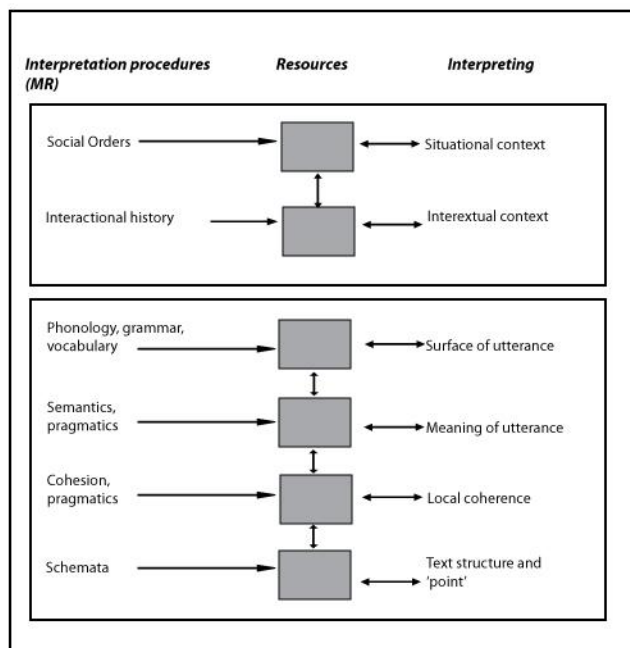 Interpretation procedures Resources Interpreting
(MR)
Social Orders Situational context
Interactional history Interextual context
Phonology, grammar,
vocabulary Surface of utterance
Semantics,
pragmatics Meaning of utterance
Cohesion,
pragmatics Local coherence
Schemata Text structure and
'point'